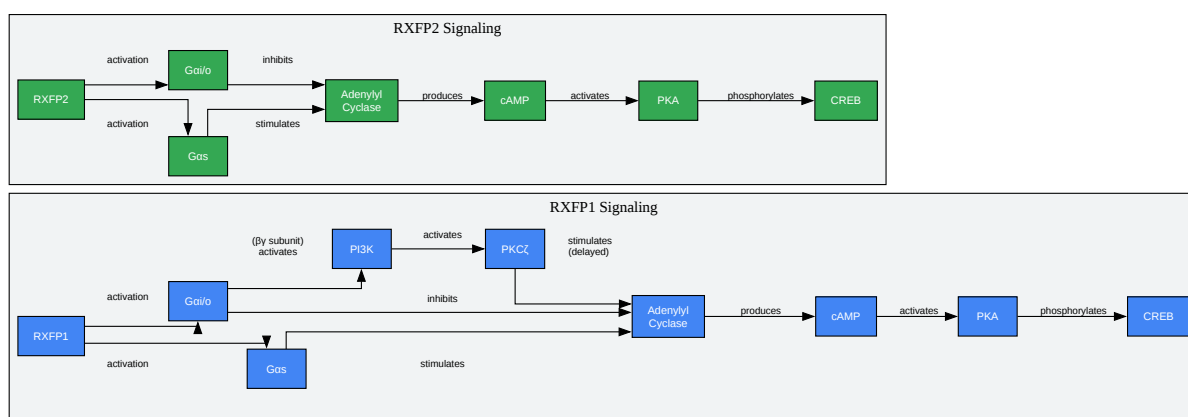 RXFP2 Signaling
activation
Gαi/o
inhibits
RXFP2
Adenylyl
Cyclase
produces
cAMP
activates
PKA
phosphorylates
CREB
activation
Gαs
stimulates
RXFP1 Signaling
(βγ subunit)
activates
PI3K
activates
PKCζ
stimulates
(delayed)
activation
Gαi/o
inhibits
RXFP1
Adenylyl
Cyclase
produces
cAMP
activates
PKA
phosphorylates
CREB
activation
Gαs
stimulates